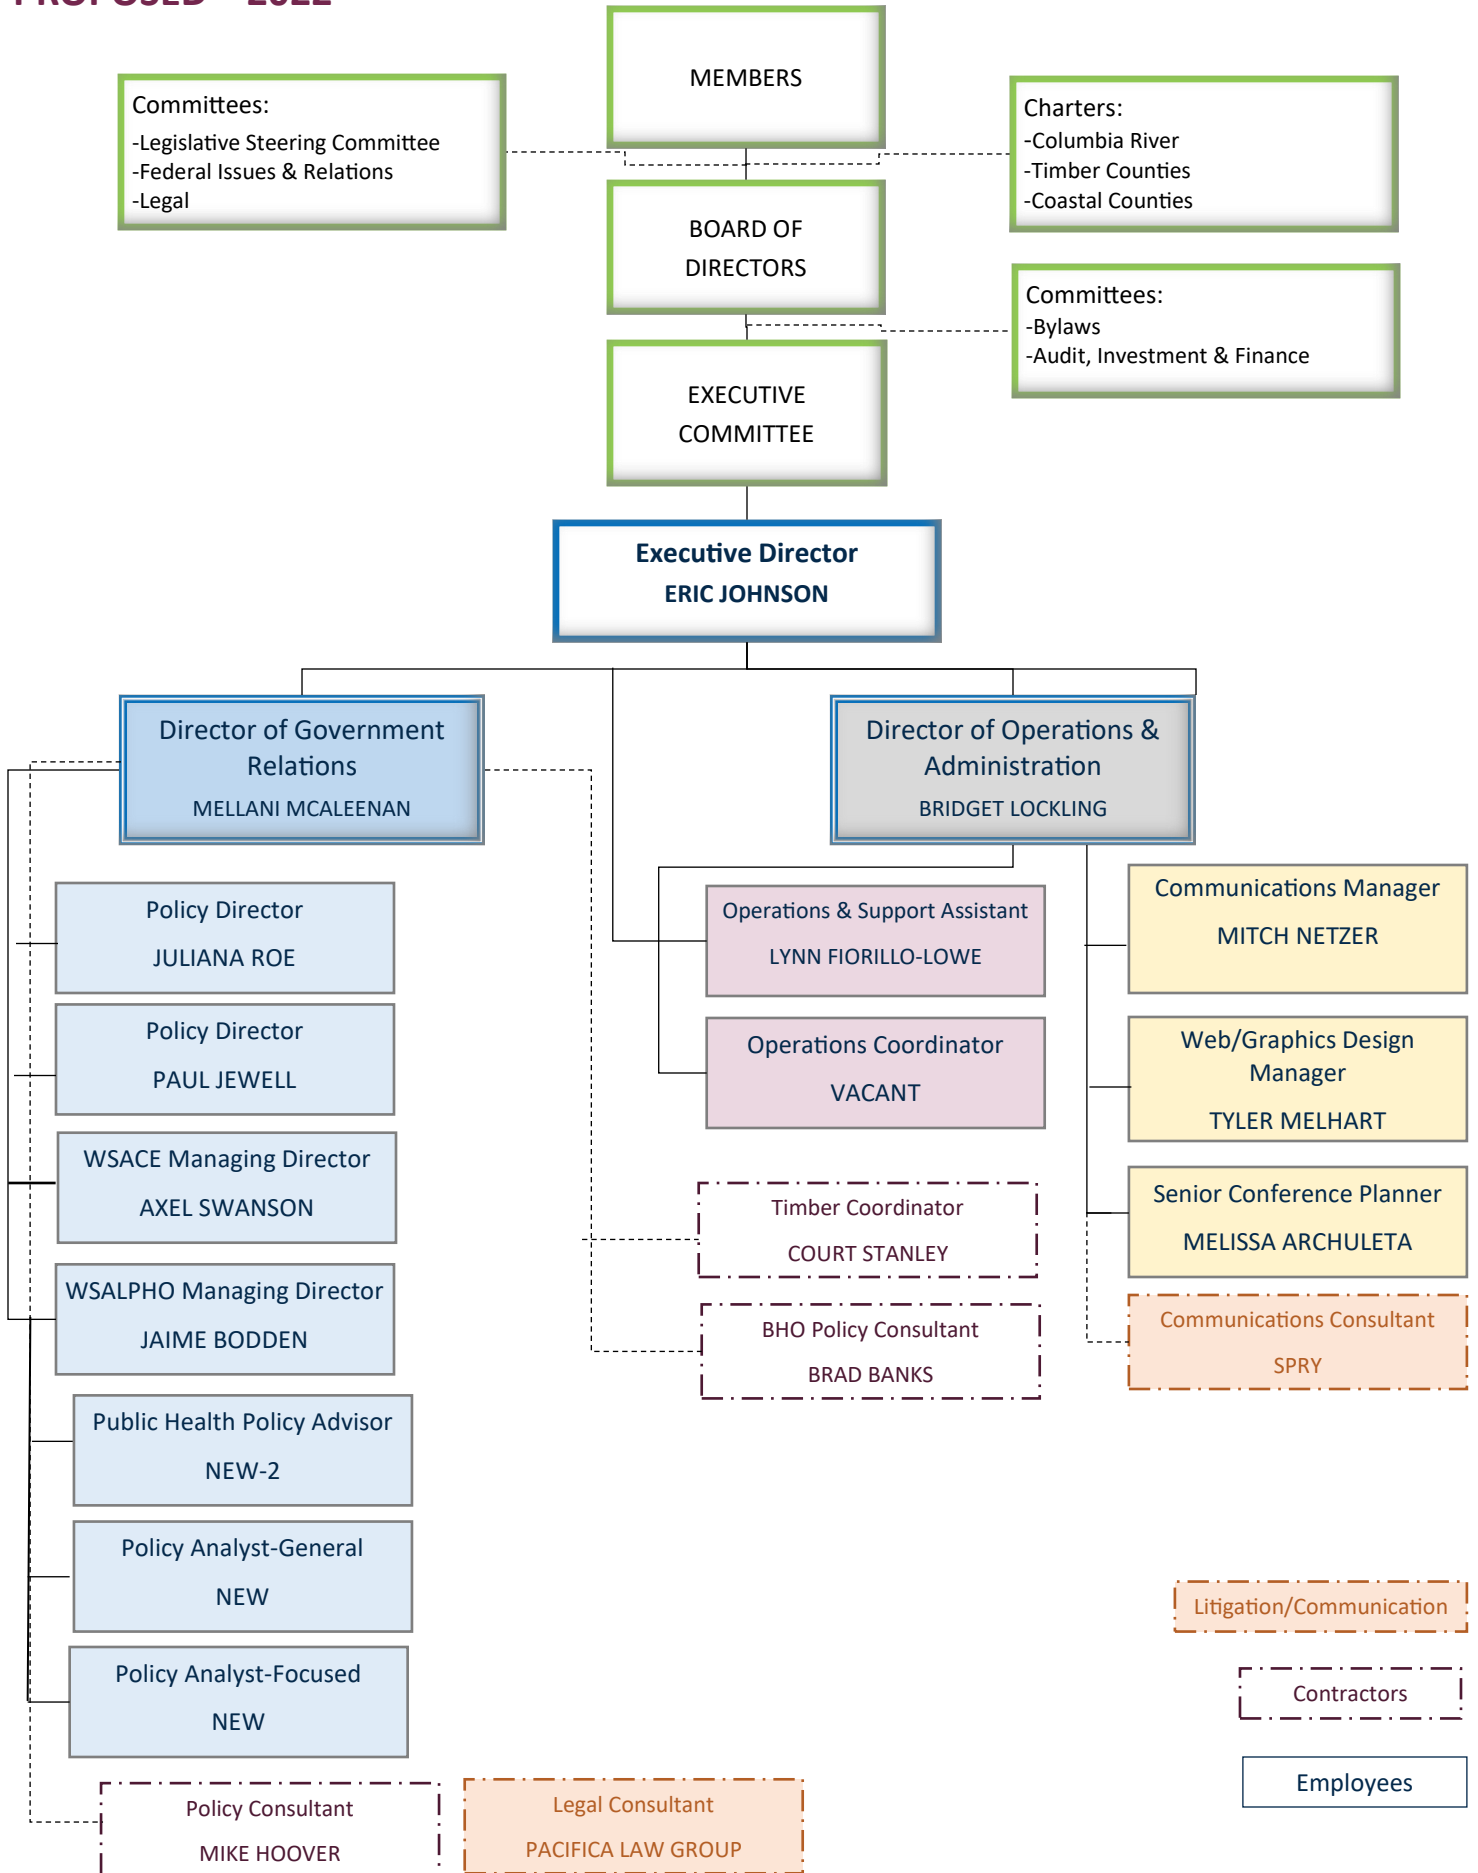 PROPOSED – 2022
MEMBERS
Committees:
-Legislative Steering Committee
-Federal Issues & Relations
-Legal
Charters:
-Columbia River
-Timber Counties
-Coastal Counties
BOARD OF
DIRECTORS
Committees:
-Bylaws
-Audit, Investment & Finance
EXECUTIVE
COMMITTEE
Executive Director
ERIC JOHNSON
Director of Government
Relations
MELLANI MCALEENAN
Director of Operations &
Administration
BRIDGET LOCKLING
Policy Director
JULIANA ROE
Policy Director
PAUL JEWELL
WSACE Managing Director
AXEL SWANSON
WSALPHO Managing Director
JAIME BODDEN
Public Health Policy Advisor
NEW-2
Policy Analyst-General
NEW
Policy Analyst-Focused
NEW
Policy Consultant
MIKE HOOVER
Legal Consultant
PACIFICA LAW GROUP
Operations & Support Assistant
LYNN FIORILLO-LOWE
Operations Coordinator
VACANT
Timber Coordinator
COURT STANLEY
BHO Policy Consultant
BRAD BANKS
Communications Manager
MITCH NETZER
Web/Graphics Design
Manager
TYLER MELHART
Senior Conference Planner
MELISSA ARCHULETA
Communications Consultant
SPRY
Litigation/Communication
Contractors
Employees